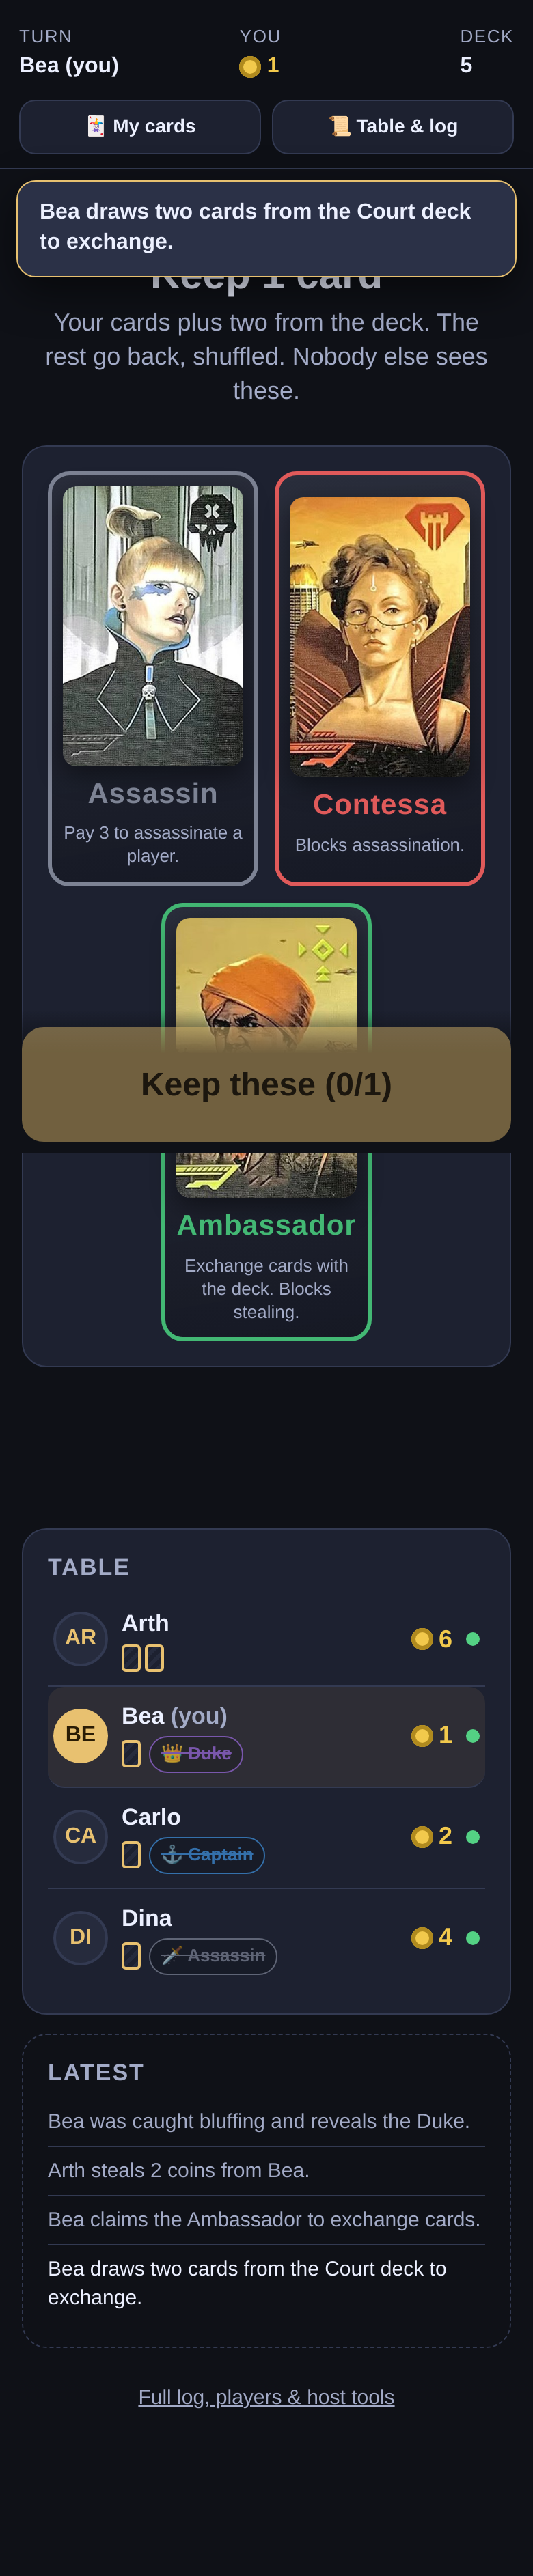 TURN
YOU
DECK
Bea (you)
1
5
🃏 My cards
📜 Table & log
Bea draws two cards from the Court deck
to exchange.
Keep 1 card
Your cards plus two from the deck. The
rest go back, shuffled. Nobody else sees
these.
Assassin
Pay 3 to assassinate a
player.
Contessa
Blocks assassination.
Keep these (0/1)
Ambassador
Exchange cards with
the deck. Blocks
stealing.
TABLE
AR
Arth
6
BE
Bea (you)
👑 Duke
1
CA
Carlo
⚓ Captain
2
DI
Dina
🗡️ Assassin
4
LATEST
Bea was caught bluffing and reveals the Duke.
Arth steals 2 coins from Bea.
Bea claims the Ambassador to exchange cards.
Bea draws two cards from the Court deck to
exchange.
Full log, players & host tools